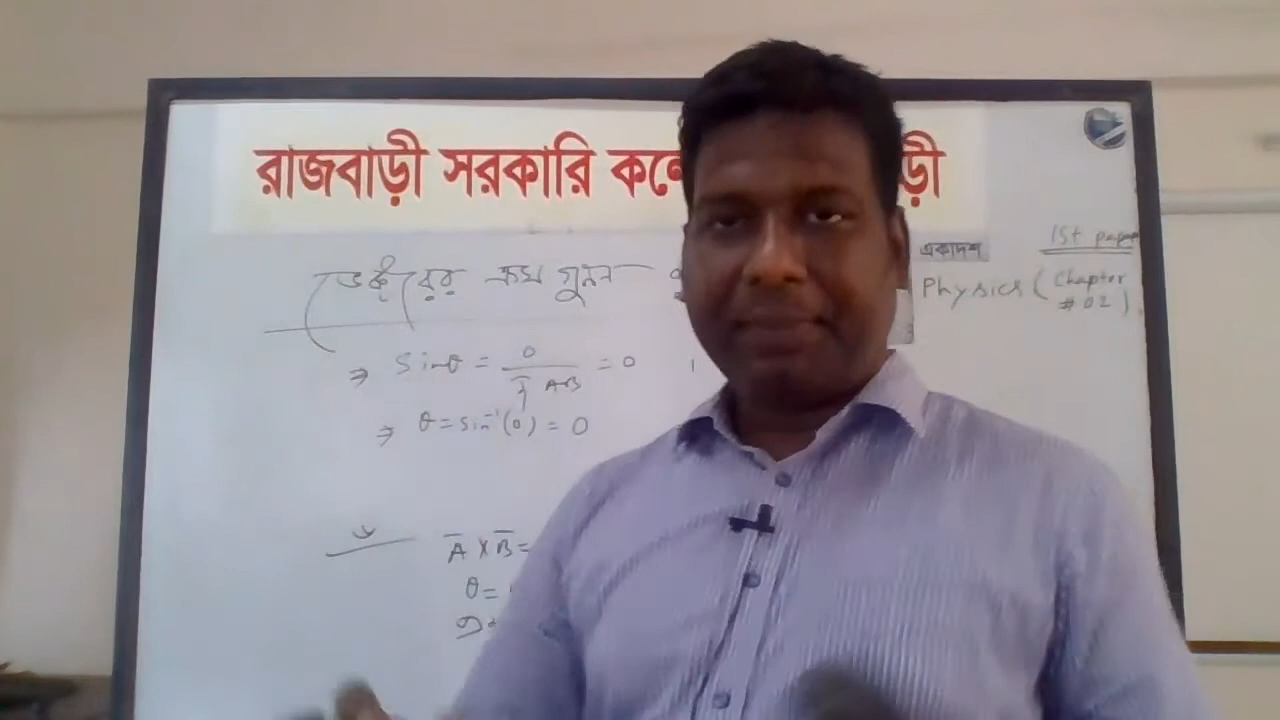 রাজবাড়ী সরকারি কলে ড়ী
একাদশ
1st paper
Physics (Chapter # 02)
ভেক্টরের ক্রস গুনন
⇒ Sinθ = 0 / η̂ AB = 0
⇒ θ = Sin⁻¹(0) = 0
A̅ × B̅ =
θ =